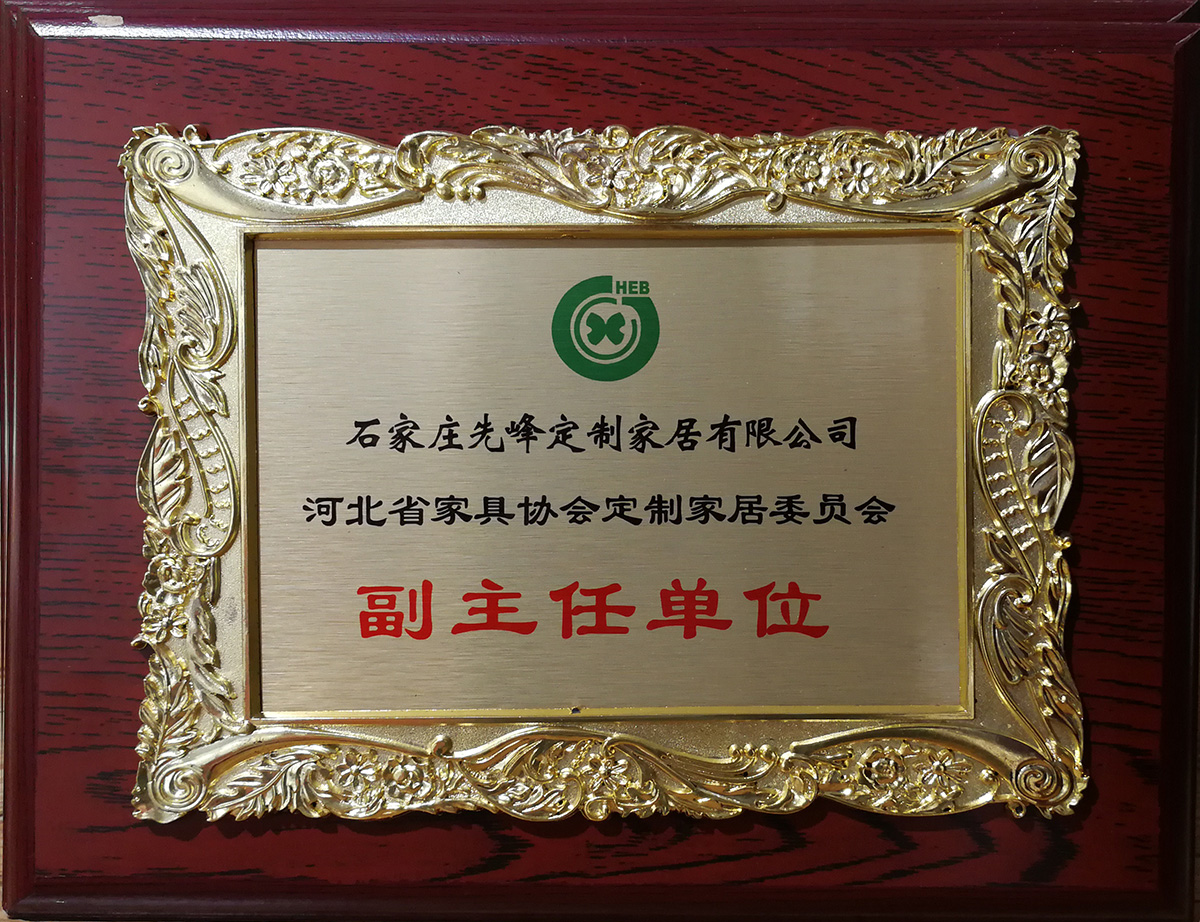 HEB
石家庄先峰定制家居有限公司
河北省家具协会定制家居委员会
副主任单位